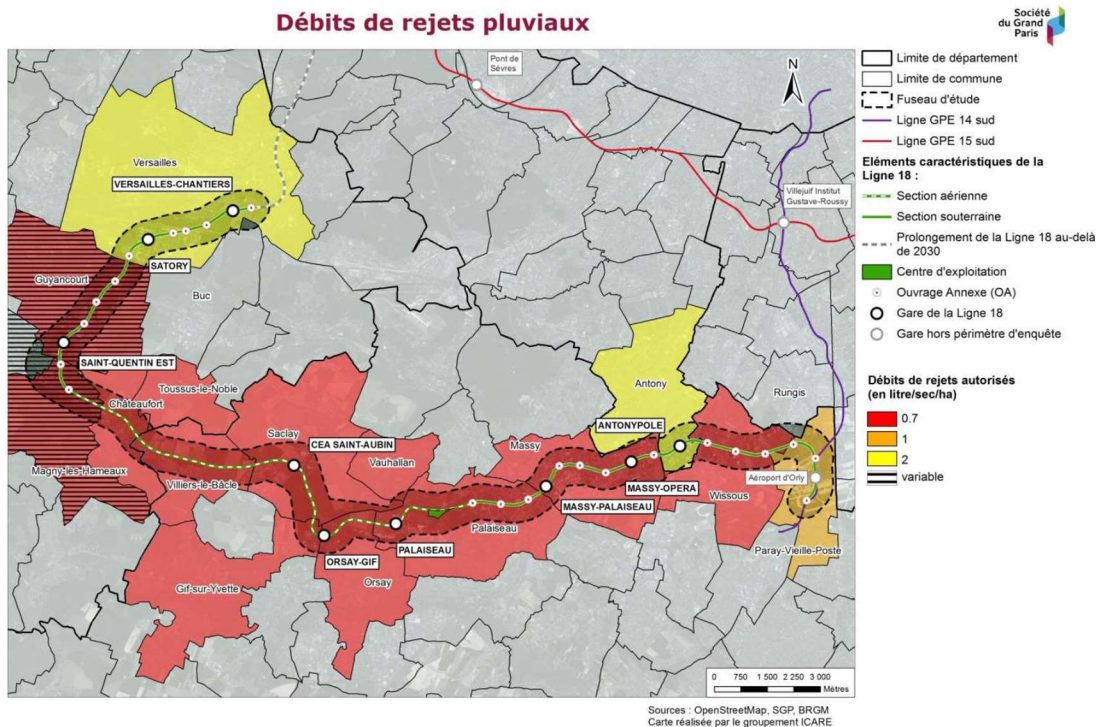 Débits de rejets pluviaux
Société
du Grand
Paris
Pont de
Sèvres
N
Versailles
VERSAILLES-CHANTIERS
Villejuif Institut
Gustave-Roussy
SATORY
Guyancourt
Buc
SAINT-QUENTIN EST
Toussus-le-Noble
Châteaufort
Antony
Rungis
ANTONYPOLE
Saclay
CEA SAINT-AUBIN
Massy
Vauhallan
Magny-les-Hameaux
Villiers-le-Bâcle
Aéroport d'Orly
MASSY-OPERA
Wissous
MASSY-PALAISEAU
Palaiseau
PALAISEAU
ORSAY-GIF
Paray-Vieille-Poste
Orsay
Gif-sur-Yvette
0 750 1 500 2 250 3 000
Mètres
Sources : OpenStreetMap, SGP, BRGM
Carte réalisée par le groupement ICARE
Limite de département
Limite de commune
Fuseau d'étude
Ligne GPE 14 sud
Ligne GPE 15 sud
Eléments caractéristiques de la
Ligne 18 :
Section aérienne
Section souterraine
Prolongement de la Ligne 18 au-delà
de 2030
Centre d'exploitation
Ouvrage Annexe (OA)
Gare de la Ligne 18
Gare hors périmètre d'enquête
Débits de rejets autorisés
(en litre/sec/ha)
0.7
1
2
variable